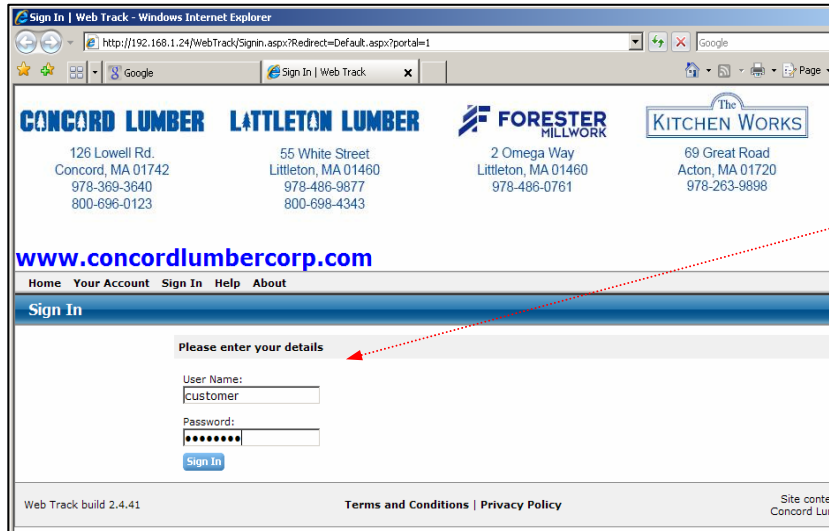 Sign In | Web Track - Windows Internet Explorer
http://192.168.1.24/WebTrack/Signin.aspx?Redirect=Default.aspx?portal=1
Google
Google
Sign In | Web Track
Page
CONCORD LUMBER
126 Lowell Rd.
Concord, MA 01742
978-369-3640
800-696-0123
LITTLETON LUMBER
55 White Street
Littleton, MA 01460
978-486-9877
800-698-4343
FORESTER
MILLWORK
2 Omega Way
Littleton, MA 01460
978-486-0761
The
KITCHEN WORKS
69 Great Road
Acton, MA 01720
978-263-9898
www.concordlumbercorp.com
Home Your Account Sign In Help About
Sign In
Please enter your details
User Name:
customer
Password:
••••••••
Sign In
Web Track build 2.4.41
Terms and Conditions | Privacy Policy
Site conte
Concord Lu